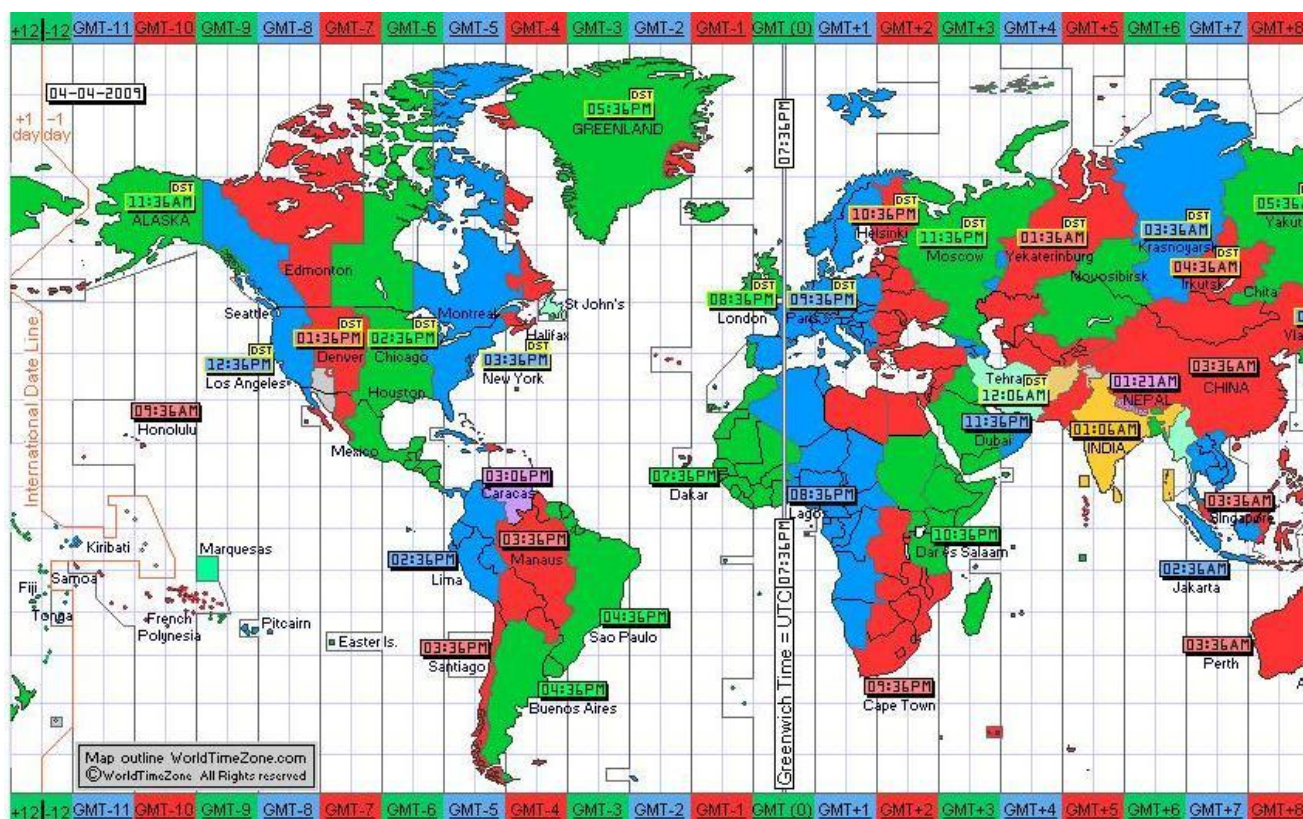 +12 -12 GMT-11 GMT-10 GMT-9 GMT-8 GMT-7 GMT-6 GMT-5 GMT-4 GMT-3 GMT-2 GMT-1 GMT (0) GMT+1 GMT+2 GMT+3 GMT+4 GMT+5 GMT+6 GMT+7 GMT+8
04-04-2009
+1 day
-1 day
International Date Line
DST
11:36AM
ALASKA
DST
05:36PM
GREENLAND
07:36PM
DST
10:36PM
Helsinki
DST
11:36PM
Moscow
DST
01:36AM
Yekaterinburg
DST
03:36AM
Krasnoyarsk
DST
04:36AM
Irkutsk
05:36
Yakut
Novosibirsk
Chita
Edmonton
Seattle
Montreal
St John's
Halifax
DST
12:36PM
Los Angeles
DST
01:36PM
Denver
DST
02:36PM
Chicago
DST
03:36PM
New York
Houston
DST
08:36PM
London
DST
09:36PM
Paris
Tehra
DST
12:06AM
01:21AM
NEPAL
03:36AM
CHINA
Vla
09:36AM
Honolulu
Mexico
11:36PM
Dubai
01:06AM
INDIA
03:06PM
Caracas
07:36PM
Dakar
08:36PM
Lagos
03:36AM
Singapore
Kiribati
Marquesas
02:36PM
Lima
03:36PM
Manaus
10:36PM
Dar es Salaam
02:36AM
Jakarta
Samoa
Fiji
Tonga
French
Polynesia
Pitcairn
Easter Is.
04:36PM
Sao Paulo
03:36PM
Santiago
04:36PM
Buenos Aires
09:36PM
Cape Town
03:36AM
Perth
A
Greenwich Time = UTC 07:36PM
Map outline WorldTimeZone.com
©WorldTimeZone All Rights reserved
+12 -12 GMT-11 GMT-10 GMT-9 GMT-8 GMT-7 GMT-6 GMT-5 GMT-4 GMT-3 GMT-2 GMT-1 GMT (0) GMT+1 GMT+2 GMT+3 GMT+4 GMT+5 GMT+6 GMT+7 GMT+8